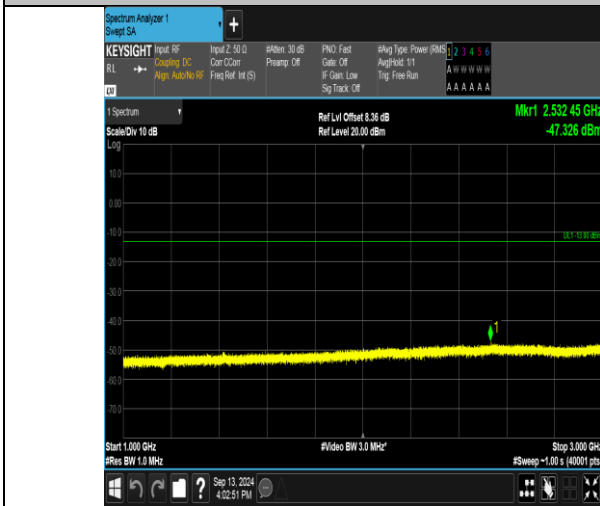 Spectrum Analyzer 1
Swept SA
+
KEYSIGHT Input: RF Input Z: 50 Ω #Atten: 30 dB PNO: Fast #Avg Type: Power (RMS 1 2 3 4 5 6
RL Coupling: DC Corr CCorr Preamp: Off Gate: Off Avg|Hold: 1/1 A W W W W W
Align: Auto/No RF Freq Ref: Int (S) IF Gain: Low Trig: Free Run
Sig Track: Off A A A A A A
1 Spectrum Ref Lvl Offset 8.36 dB Mkr1 2.532 45 GHz
Scale/Div 10 dB Ref Level 20.00 dBm -47.326 dBm
Log
10.0
0.00
-10.0
DL1 -13.00 dBm
-20.0
-30.0
-40.0
1
-50.0
-60.0
-70.0
Start 1.000 GHz #Video BW 3.0 MHz* Stop 3.000 GHz
#Res BW 1.0 MHz #Sweep ~1.00 s (40001 pts
? Sep 13, 2024
4:02:51 PM